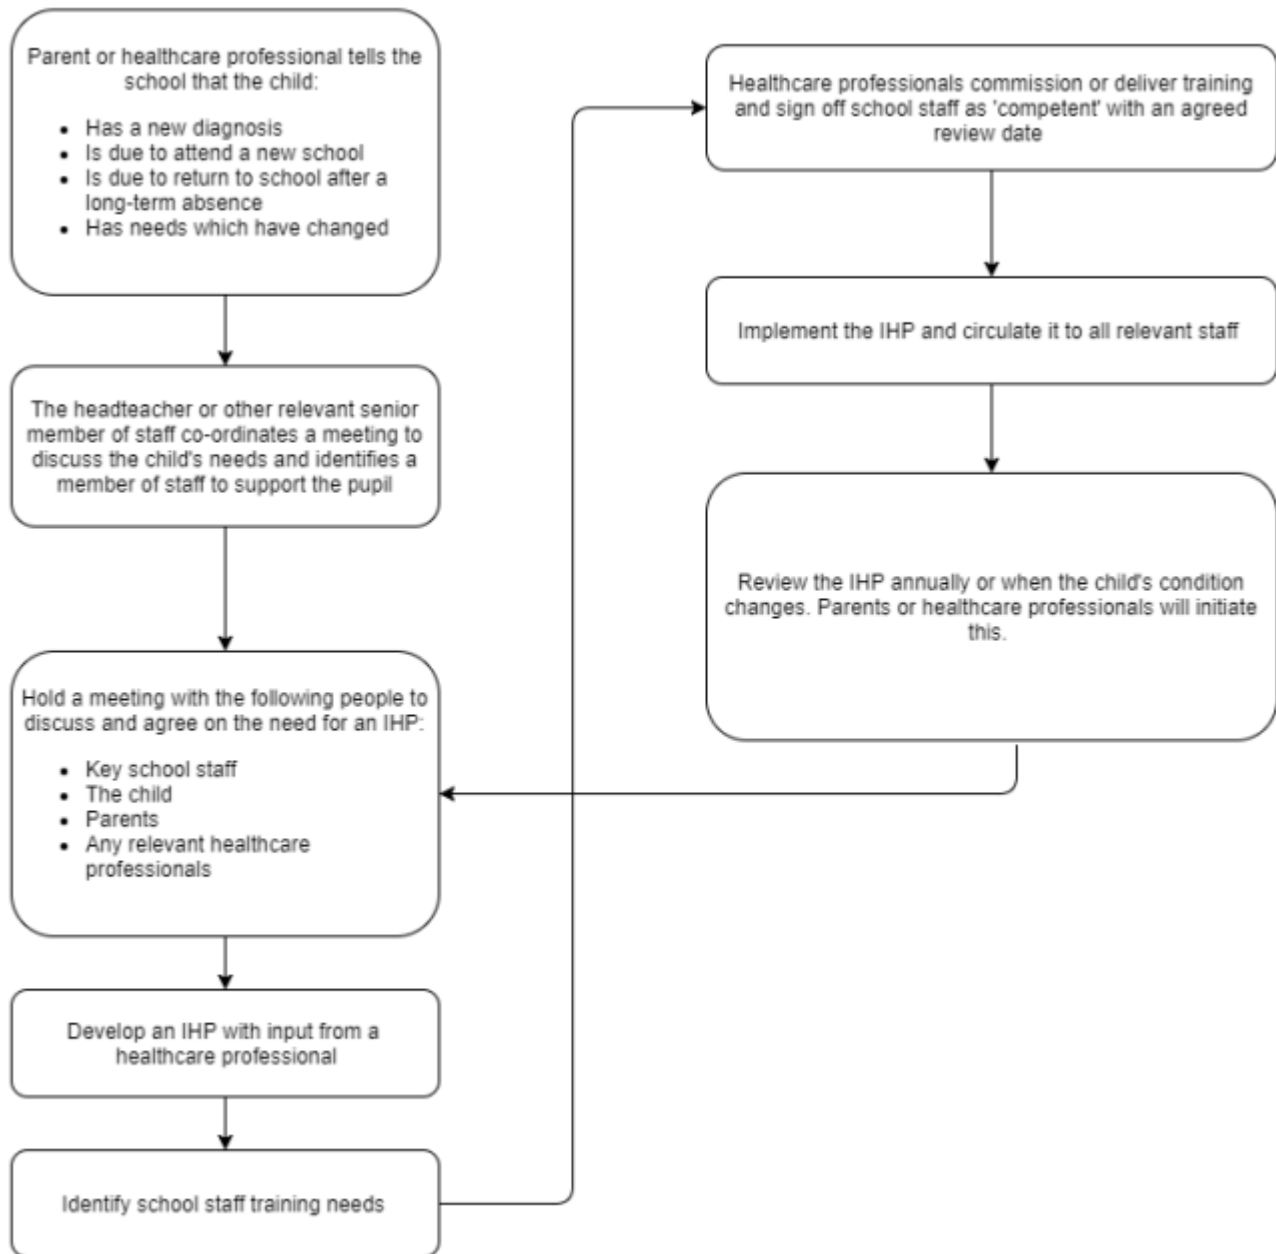 Parent or healthcare professional tells the
school that the child:
• Has a new diagnosis
• Is due to attend a new school
• Is due to return to school after a
long-term absence
• Has needs which have changed
The headteacher or other relevant senior
member of staff co-ordinates a meeting to
discuss the child's needs and identifies a
member of staff to support the pupil
Hold a meeting with the following people to
discuss and agree on the need for an IHP:
• Key school staff
• The child
• Parents
• Any relevant healthcare
professionals
Develop an IHP with input from a
healthcare professional
Identify school staff training needs
Healthcare professionals commission or deliver training
and sign off school staff as 'competent' with an agreed
review date
Implement the IHP and circulate it to all relevant staff
Review the IHP annually or when the child's condition
changes. Parents or healthcare professionals will initiate
this.